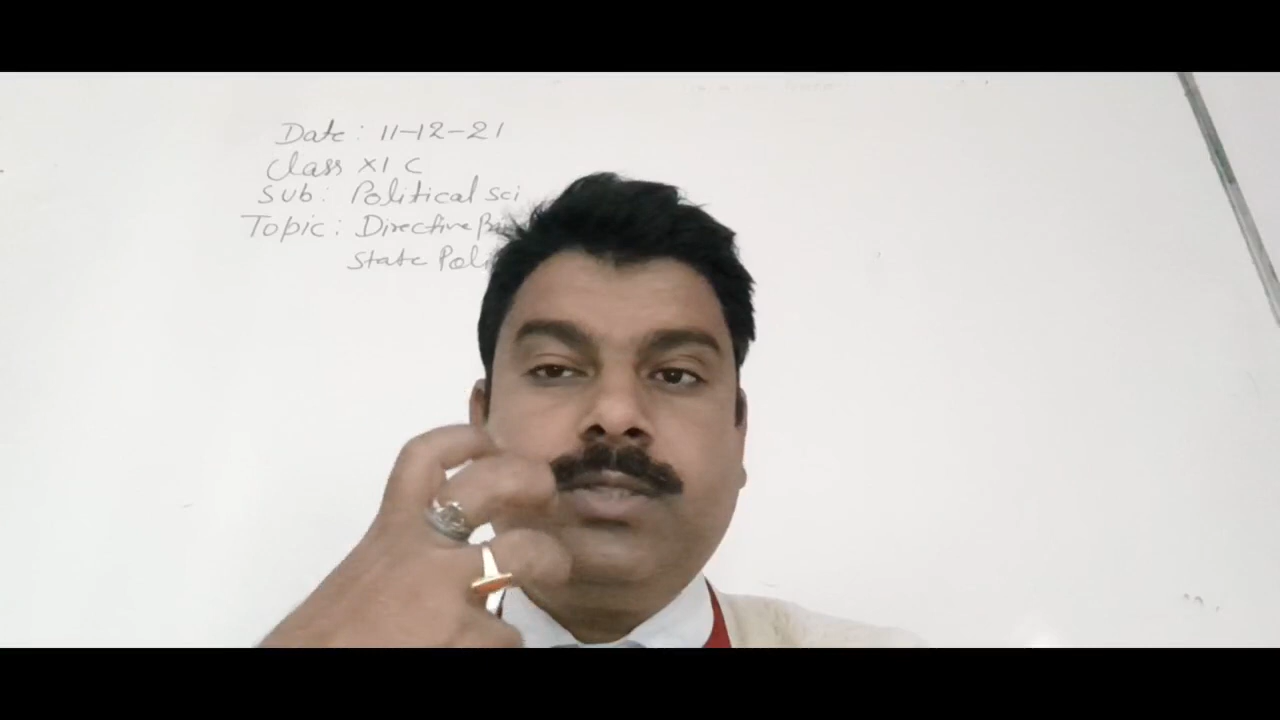 Date: 11-12-21
Class XI C
Sub: Political Sci
Topic: Directive
State